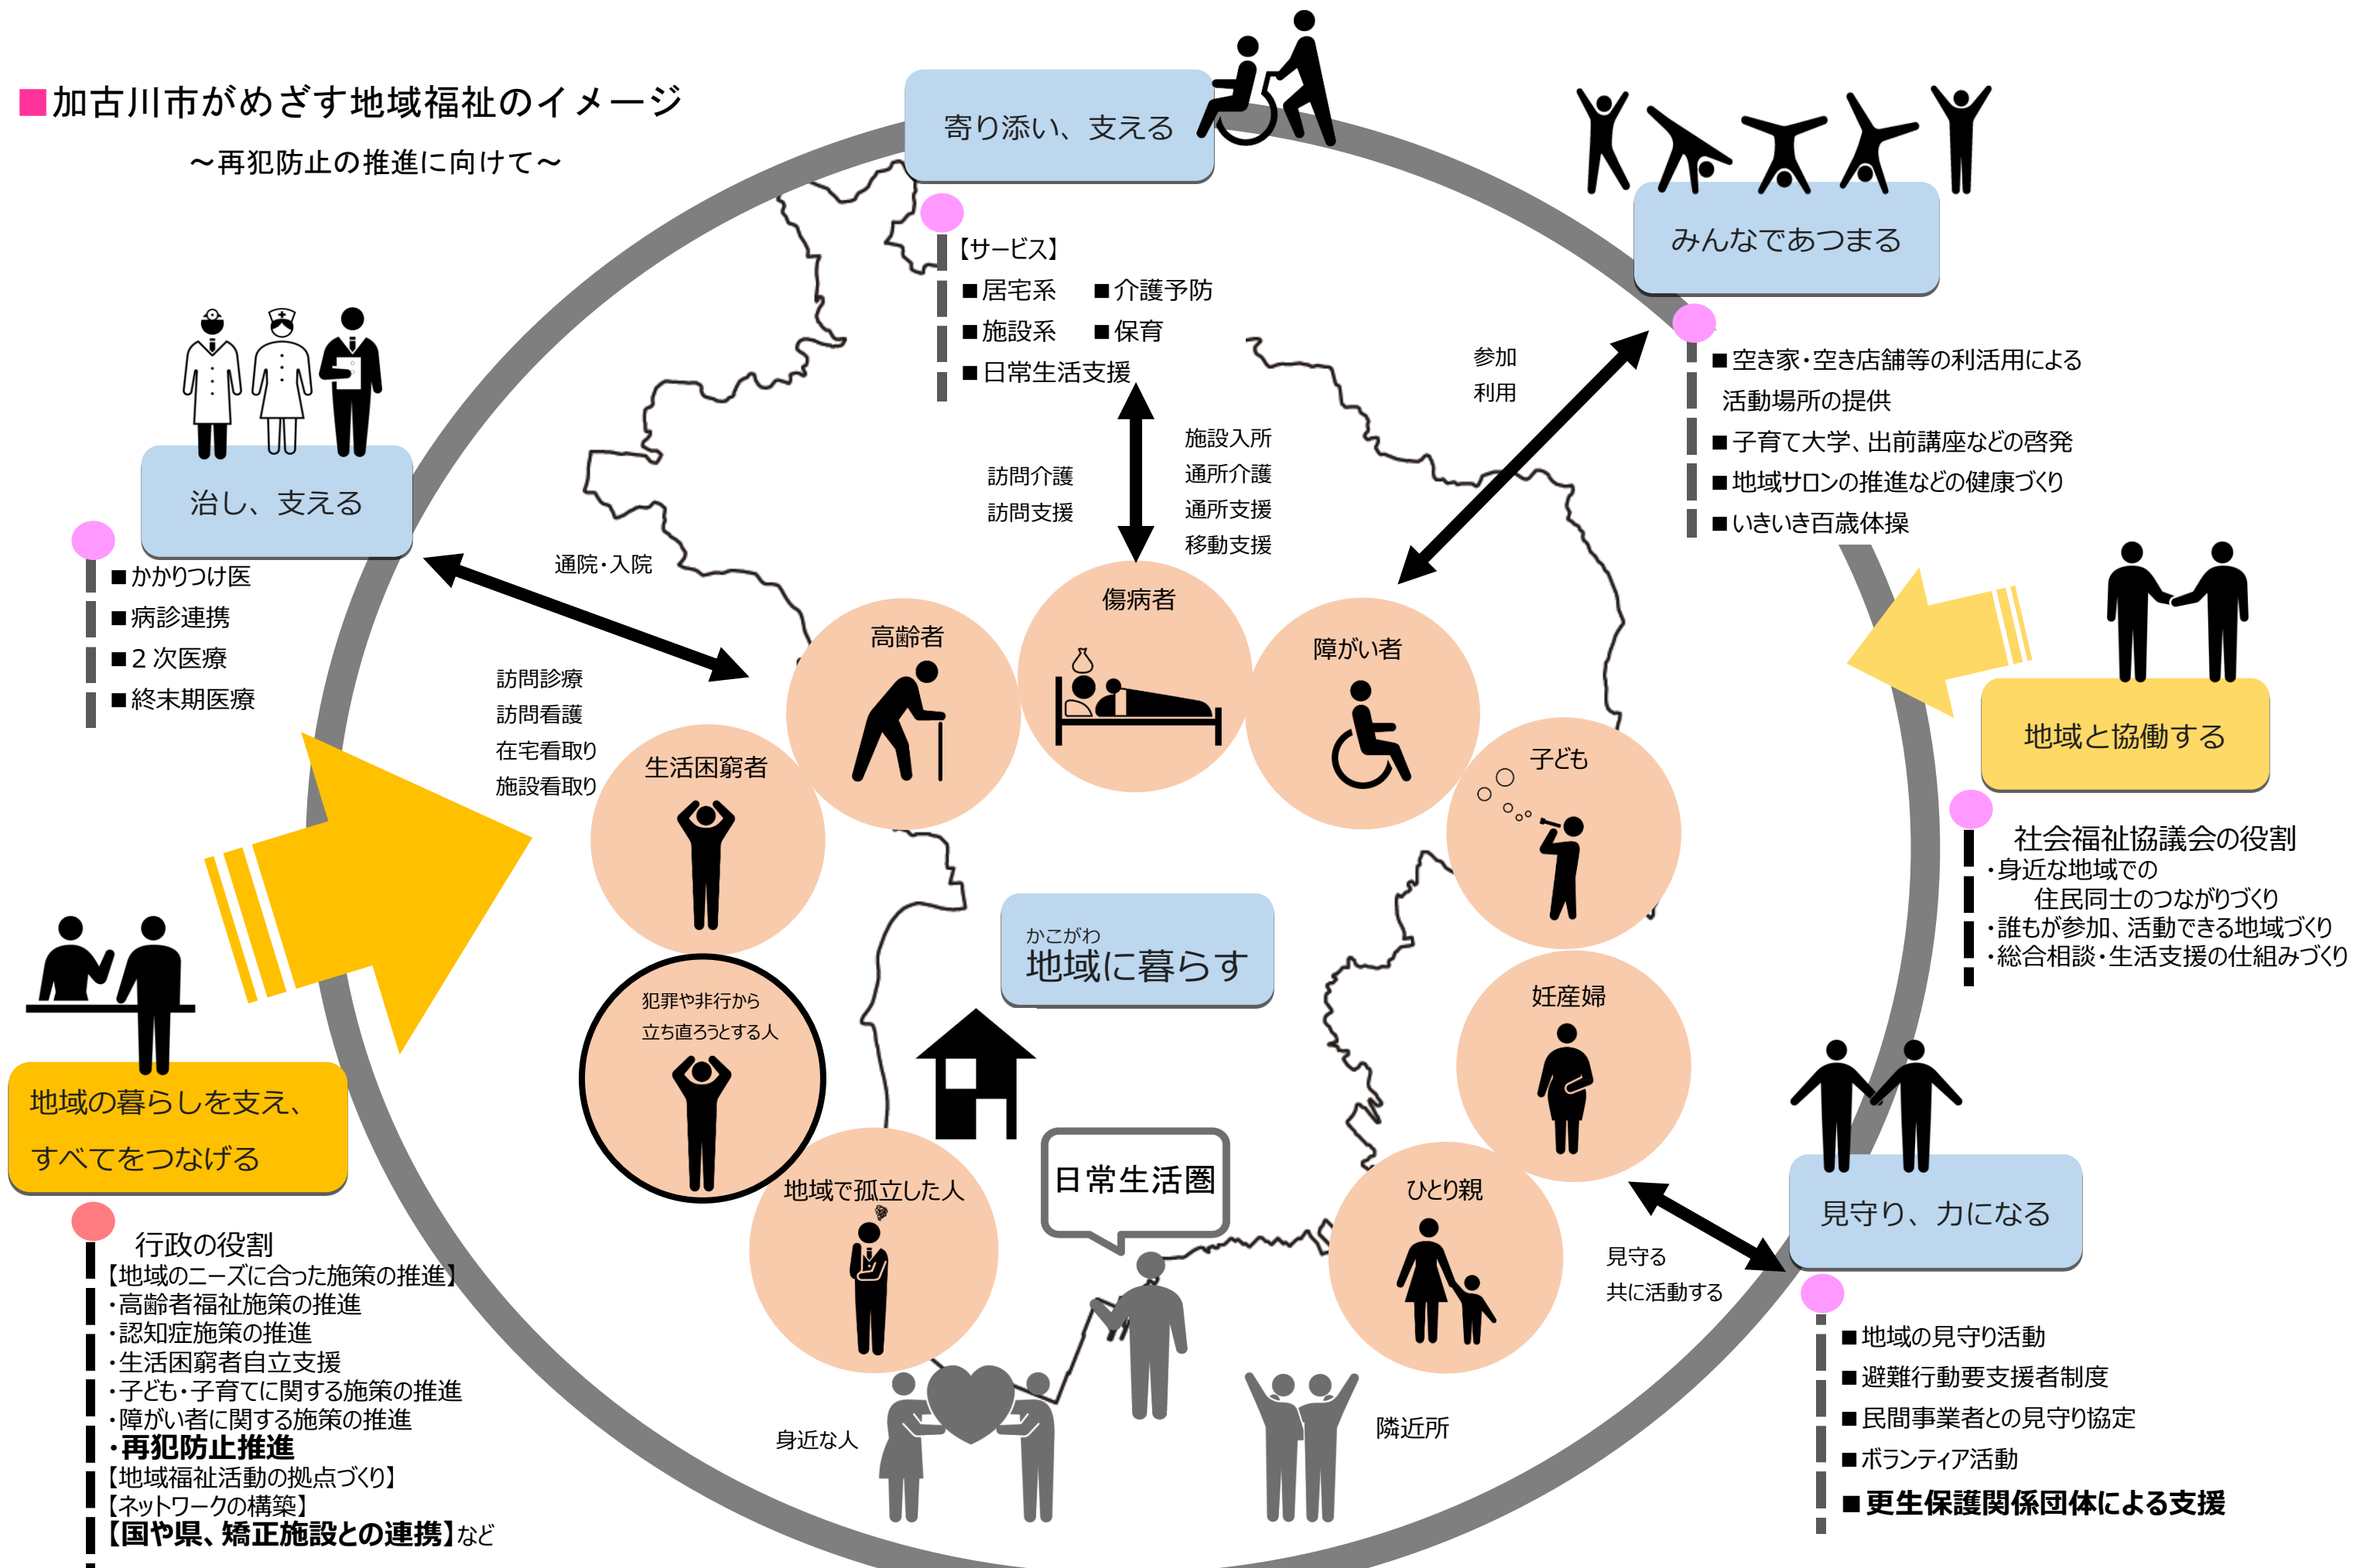 ■加古川市がめざす地域福祉のイメージ
～再犯防止の推進に向けて～
寄り添い、支える
【サービス】
■居宅系 ■介護予防
■施設系 ■保育
■日常生活支援
みんなであつまる
■空き家・空き店舗等の利活用による
活動場所の提供
■子育て大学、出前講座などの啓発
■地域サロンの推進などの健康づくり
■いきいき百歳体操
参加
利用
治し、支える
■かかりつけ医
■病診連携
■2次医療
■終末期医療
通院・入院
訪問診療
訪問看護
在宅看取り
施設看取り
訪問介護
訪問支援
施設入所
通所介護
通所支援
移動支援
傷病者
高齢者
障がい者
生活困窮者
子ども
犯罪や非行から
立ち直ろうとする人
妊産婦
地域で孤立した人
ひとり親
かこがわ
地域に暮らす
日常生活圏
身近な人
隣近所
地域と協働する
社会福祉協議会の役割
・身近な地域での
住民同士のつながりづくり
・誰もが参加、活動できる地域づくり
・総合相談・生活支援の仕組みづくり
見守り、力になる
見守る
共に活動する
■地域の見守り活動
■避難行動要支援者制度
■民間事業者との見守り協定
■ボランティア活動
■更生保護関係団体による支援
地域の暮らしを支え、
すべてをつなげる
行政の役割
【地域のニーズに合った施策の推進】
・高齢者福祉施策の推進
・認知症施策の推進
・生活困窮者自立支援
・子ども・子育てに関する施策の推進
・障がい者に関する施策の推進
・再犯防止推進
【地域福祉活動の拠点づくり】
【ネットワークの構築】
【国や県、矯正施設との連携】など